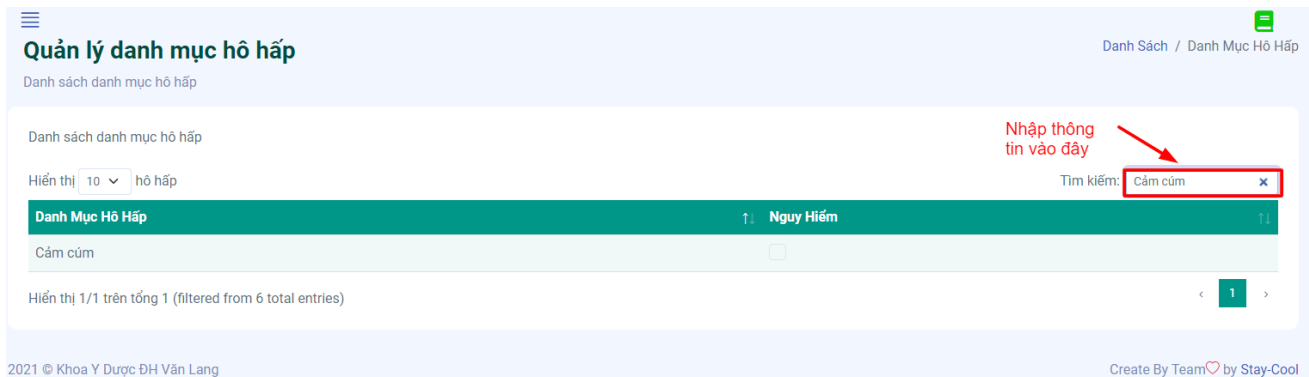 Quản lý danh mục hô hấp
Danh Sách / Danh Mục Hô Hấp
Danh sách danh mục hô hấp
Danh sách danh mục hô hấp
Nhập thông
tin vào đây
Hiển thị 10 hô hấp
Tìm kiếm: Cảm cúm
Danh Mục Hô Hấp Nguy Hiểm
Cảm cúm
Hiển thị 1/1 trên tổng 1 (filtered from 6 total entries)
‹ 1 ›
2021 © Khoa Y Dược ĐH Văn Lang
Create By Team♡ by Stay-Cool